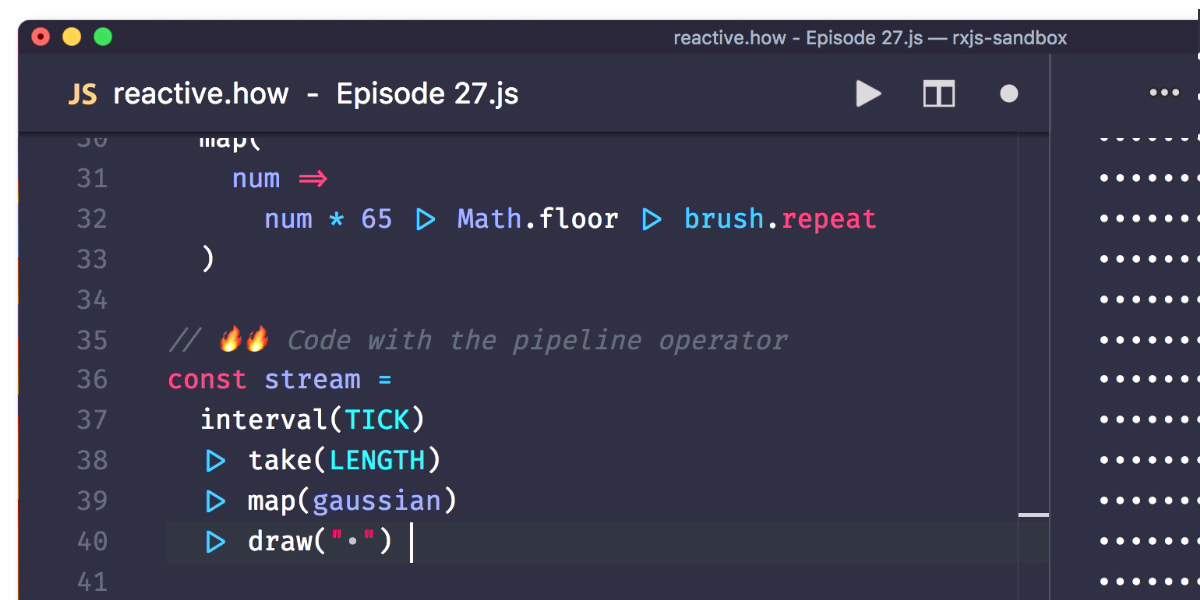 reactive.how - Episode 27.js — rxjs-sandbox
JS reactive.how - Episode 27.js
30 map(
31 num =>
32 num * 65 |> Math.floor |> brush.repeat
33 )
34
35 // 🔥🔥 Code with the pipeline operator
36 const stream =
37 interval(TICK)
38 |> take(LENGTH)
39 |> map(gaussian)
40 |> draw("•")
41